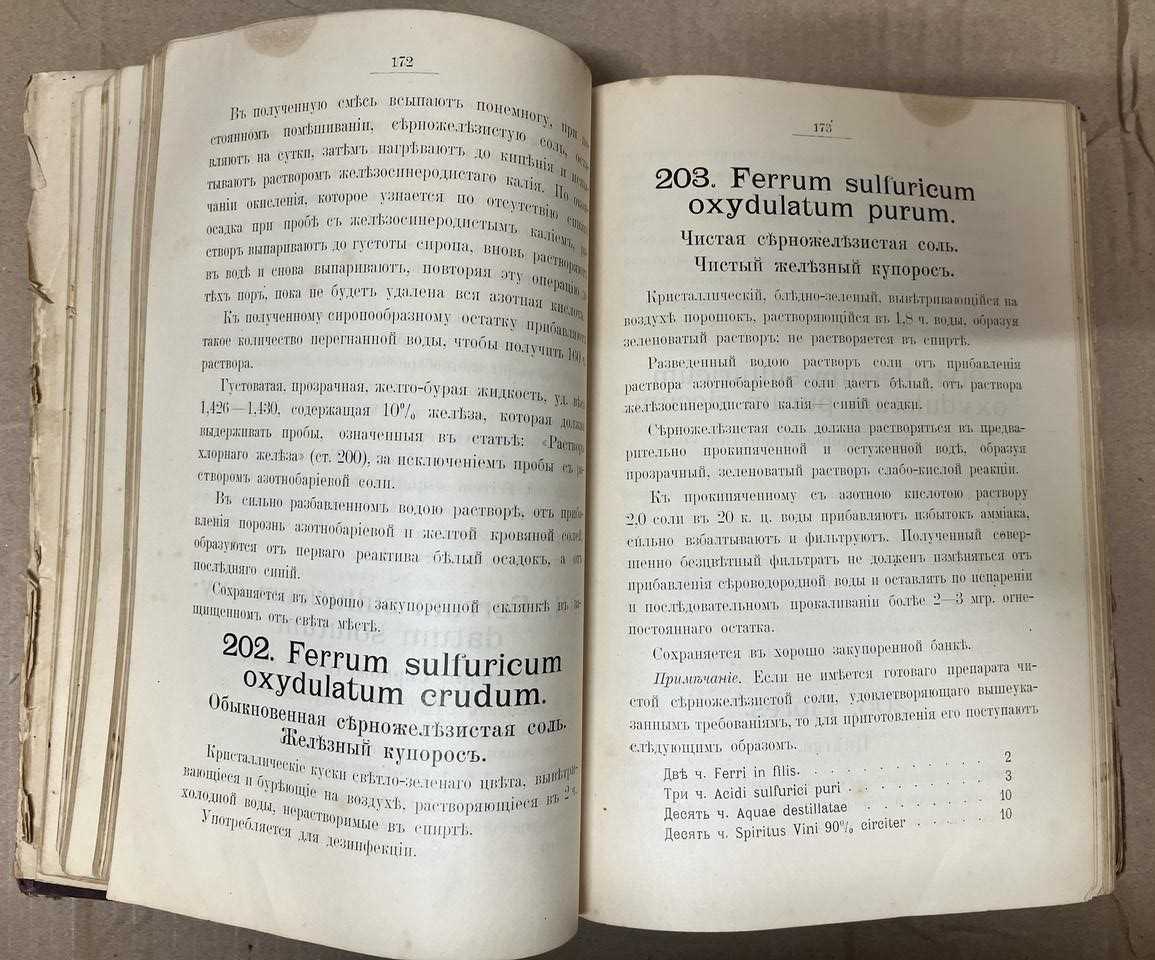 172
Въ полученную смѣсь всыпаютъ понемногу, при
стоянномъ помѣшиваніи, сѣрножелѣзистую соль,
вляютъ на сутки, затѣмъ нагрѣваютъ до кипѣнія и
тываютъ растворомъ желѣзосинеродистаго калія. По
чаніи окисленія, которое узнается по отсутствію
осадка при пробѣ съ желѣзосинеродистымъ каліемъ,
створъ выпариваютъ до густоты сиропа, вновь растворяютъ
въ водѣ и снова выпариваютъ, повторяя эту операцію
тѣхъ поръ, пока не будетъ удалена вся азотная кислота.
Къ полученному сиропообразному остатку прибавляютъ
такое количество перегнанной воды, чтобы получить 160
раствора.
Густоватая, прозрачная, желто-бурая жидкость, уд. вѣса
1,426—1,430, содержащая 10% желѣза, которая должна
выдерживать пробы, означенныя въ статьѣ: «Растворъ
хлорнаго желѣза» (ст. 200), за исключеніемъ пробы съ
створомъ азотнобаріевой соли.
Въ сильно разбавленномъ водою растворѣ, отъ приба-
вленія порознь азотнобаріевой и желтой кровяной солей,
образуются отъ перваго реактива бѣлый осадокъ, а отъ
послѣдняго синій.
Сохраняется въ хорошо закупоренной склянкѣ въ за-
щищенномъ отъ свѣта мѣстѣ.
202. Ferrum sulfuricum
oxydulatum crudum.
Обыкновенная сѣрножелѣзистая соль.
Желѣзный купоросъ.
Кристаллическіе куски свѣтло-зеленаго цвѣта, вывѣтри-
вающіеся и бурѣющіе на воздухѣ, растворяющіеся въ 2 ч.
холодной воды, нерастворимые въ спиртѣ.
Употребляется для дезинфекціи.
173
203. Ferrum sulfuricum
oxydulatum purum.
Чистая сѣрножелѣзистая соль.
Чистый желѣзный купоросъ.
Кристаллическій, блѣдно-зеленый, вывѣтривающійся на
воздухѣ порошокъ, растворяющійся въ 1,8 ч. воды, образуя
зеленоватый растворъ; не растворяется въ спиртѣ.
Разведенный водою растворъ соли отъ прибавленія
раствора азотнобаріевой соли даетъ бѣлый, отъ раствора
желѣзосинеродистаго калія — синій осадки.
Сѣрножелѣзистая соль должна растворяться въ предва-
рительно прокипяченной и остуженной водѣ, образуя
прозрачный, зеленоватый растворъ слабо-кислой реакціи.
Къ прокипяченному съ азотною кислотою раствору
2,0 соли въ 20 к. ц. воды прибавляютъ избытокъ амміака,
сильно взбалтываютъ и фильтруютъ. Полученный совер-
шенно безцвѣтный фильтратъ не долженъ измѣняться отъ
прибавленія сѣроводородной воды и оставлять по испареніи
и послѣдовательномъ прокаливаніи болѣе 2—3 мгр. огне-
постояннаго остатка.
Сохраняется въ хорошо закупоренной банкѣ.
Примѣчаніе. Если не имѣется готоваго препарата чи-
стой сѣрножелѣзистой соли, удовлетворяющаго вышеука-
заннымъ требованіямъ, то для приготовленія его поступаютъ
слѣдующимъ образомъ.
Двѣ ч. Ferri in filis. . . . . . . . . . . . 2
Три ч. Acidi sulfurici puri . . . . . . . . . 3
Десять ч. Aquae destillatae . . . . . . . . 10
Десять ч. Spiritus Vini 90% circiter . . . . . 10